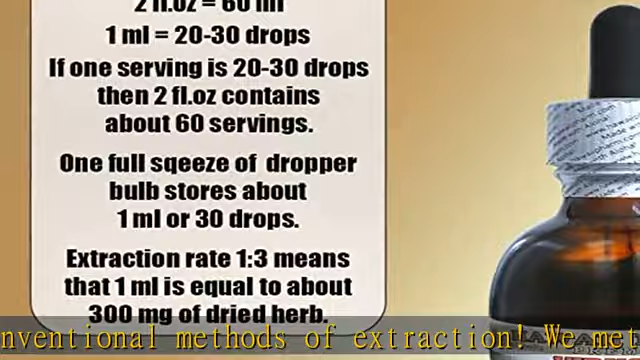 2 fl.oz = 60 ml
1 ml = 20-30 drops
If one serving is 20-30 drops
then 2 fl.oz contains
about 60 servings.
One full sqeeze of dropper
bulb stores about
1 ml or 30 drops.
Extraction rate 1:3 means
that 1 ml is equal to about
300 mg of dried herb.
nventional methods of extraction! We met